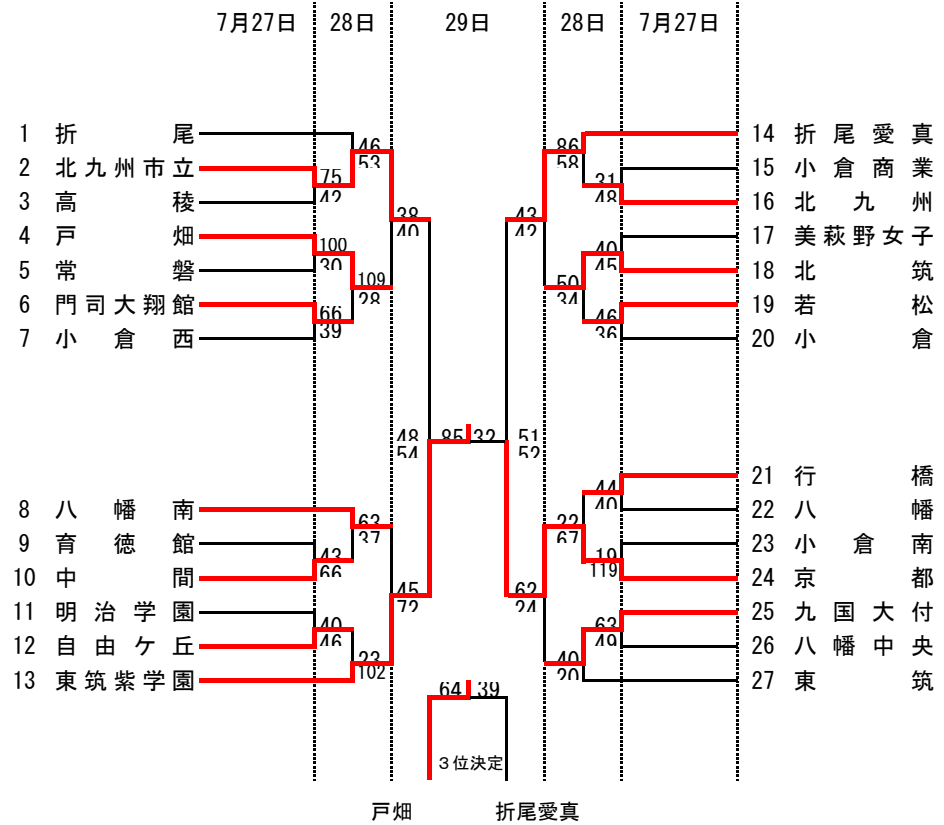 7月27日 28日 29日 28日 7月27日
1 折尾
2 北九州市立
3 高稜
4 戸畑
5 常磐
6 門司大翔館
7 小倉西
8 八幡南
9 育徳館
10 中間
11 明治学園
12 自由ケ丘
13 東筑紫学園
46
53
75
42
38
40
100
30
109
28
66
39
48
54
85 32
51
52
63
37
43
66
45
72
40
46
23
102
86
58
31
48
43
42
40
45
50
34
46
36
44
40
22
67
19
119
62
24
63
49
40
20
14 折尾愛真
15 小倉商業
16 北九州
17 美萩野女子
18 北筑
19 若松
20 小倉
21 行橋
22 八幡
23 小倉南
24 京都
25 九国大付
26 八幡中央
27 東筑
64 39
3位決定
戸畑 折尾愛真